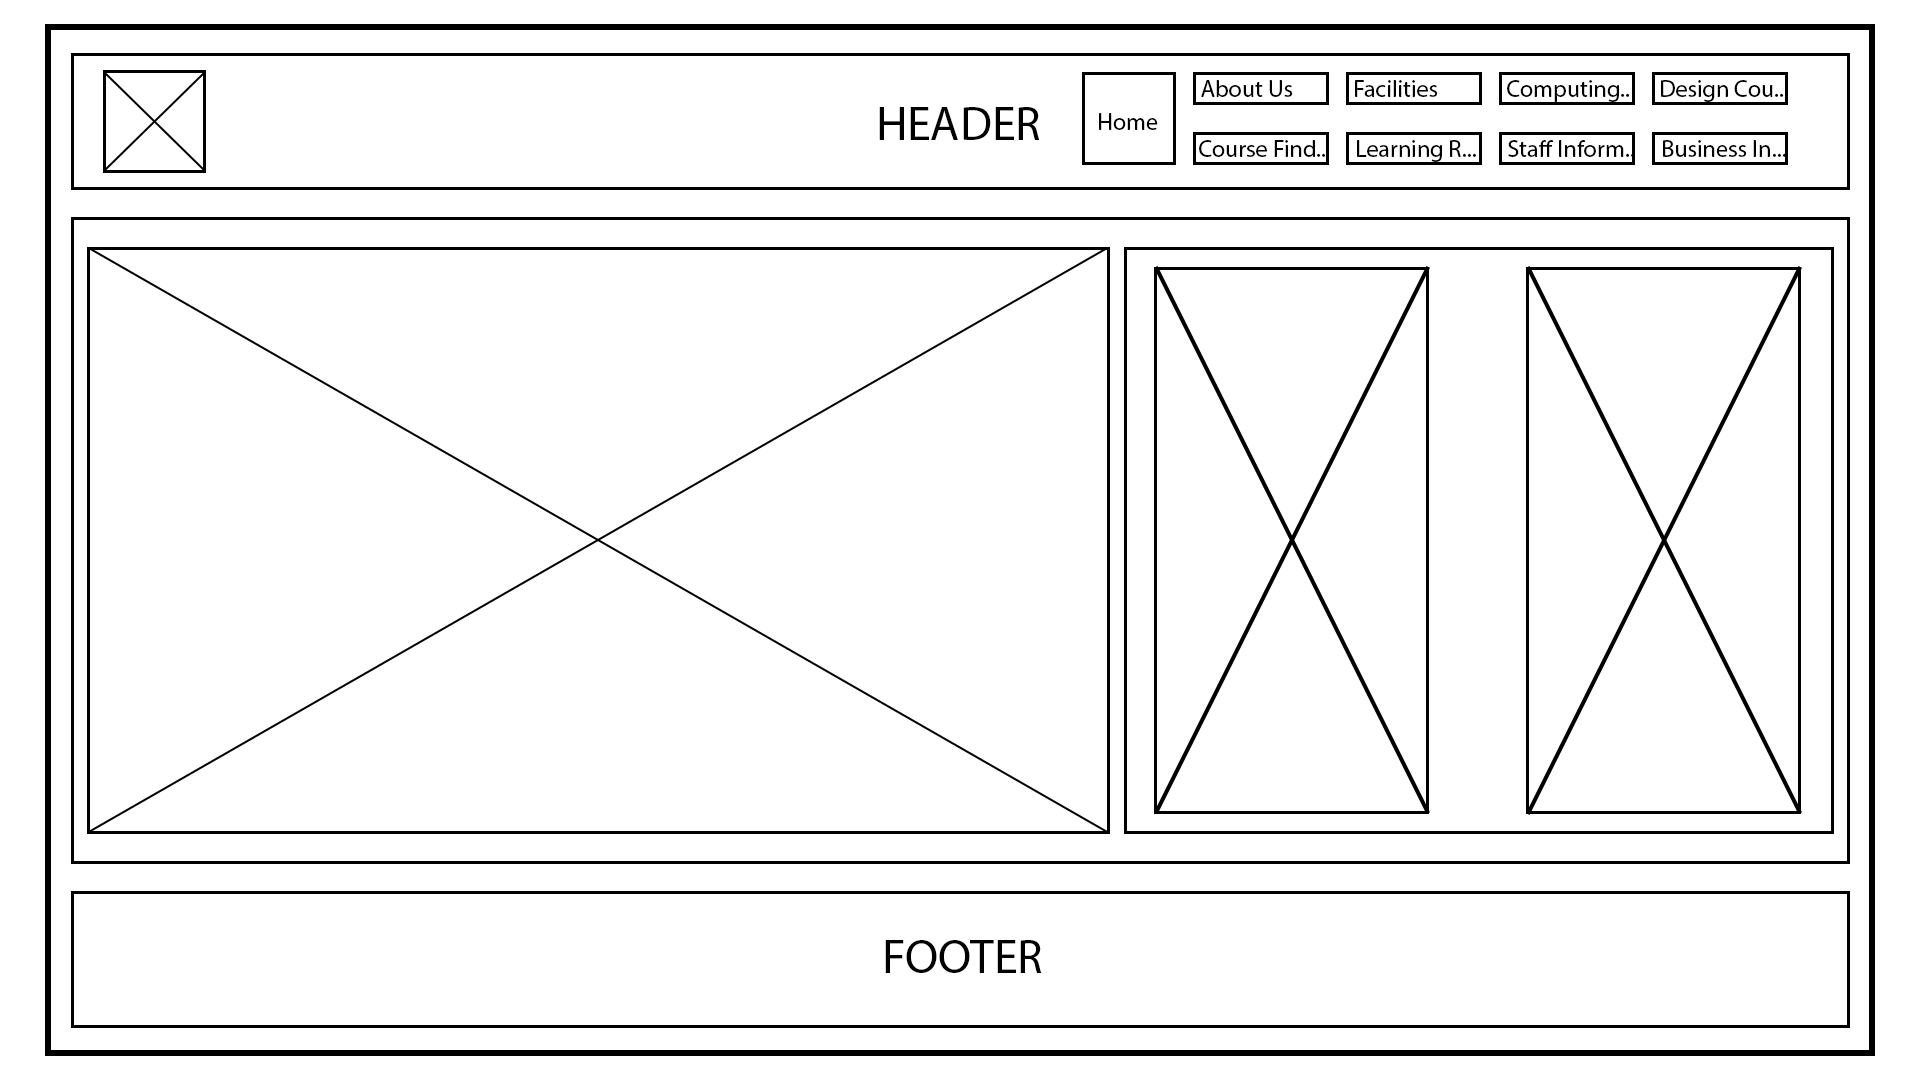 HEADER
Home
About Us
Facilities
Computing..
Design Cou..
Course Find..
Learning R...
Staff Inform..
Business In...
FOOTER